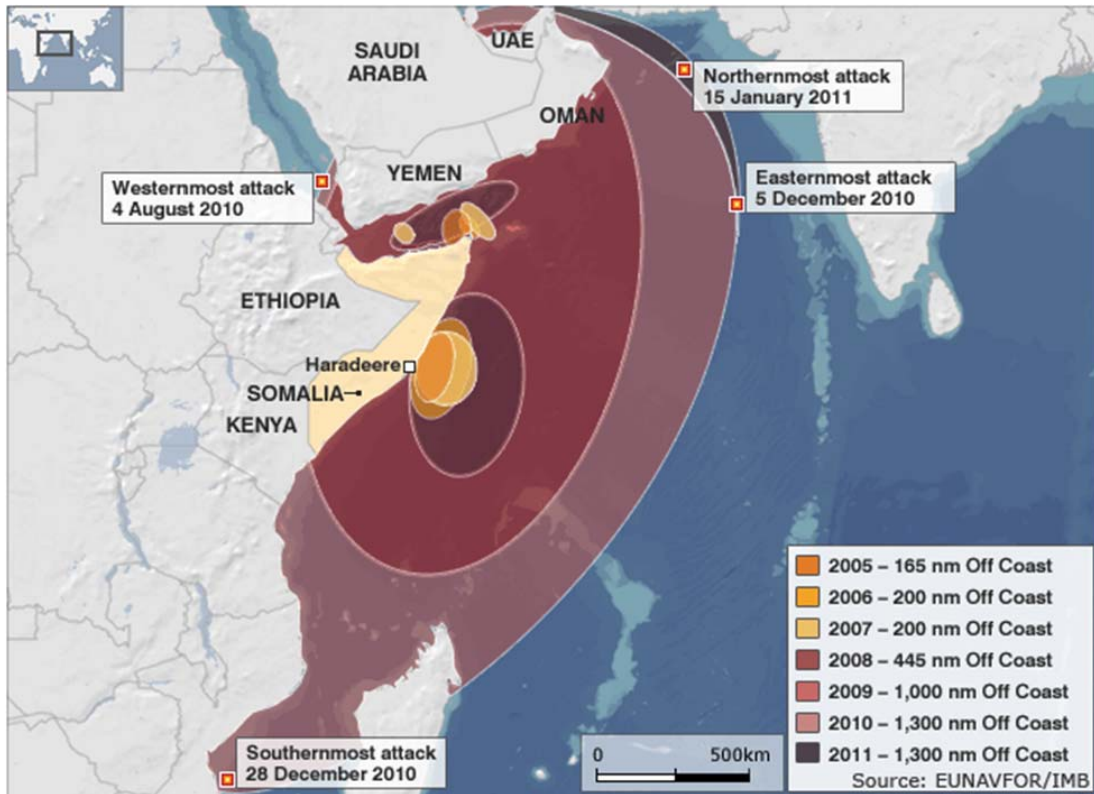 SAUDI
ARABIA
UAE
OMAN
YEMEN
Northernmost attack
15 January 2011
Westernmost attack
4 August 2010
Easternmost attack
5 December 2010
ETHIOPIA
Haradeere
SOMALIA
KENYA
2005 – 165 nm Off Coast
2006 – 200 nm Off Coast
2007 – 200 nm Off Coast
2008 – 445 nm Off Coast
2009 – 1,000 nm Off Coast
2010 – 1,300 nm Off Coast
2011 – 1,300 nm Off Coast
Southernmost attack
28 December 2010
0 500km
Source: EUNAVFOR/IMB